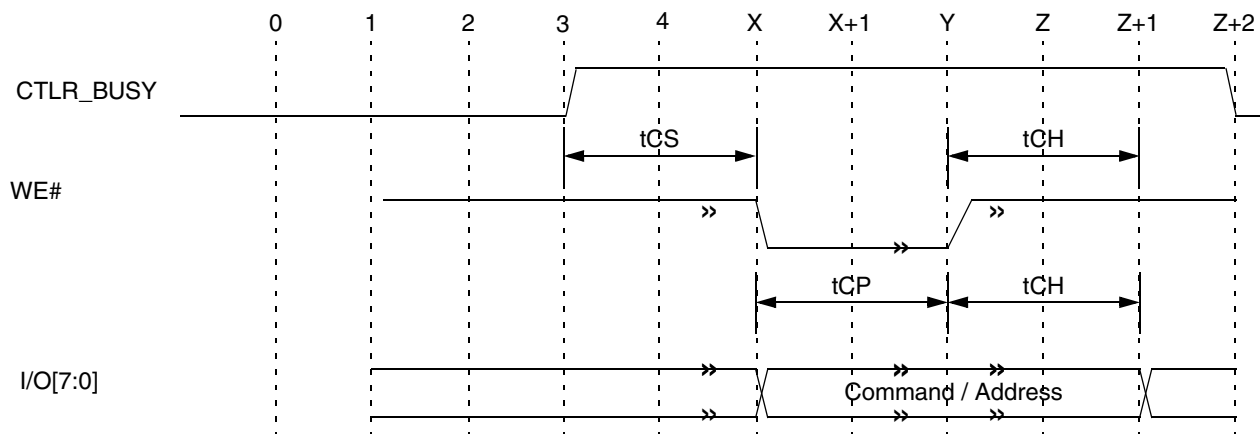 0 1 2 3 4 X X+1 Y Z Z+1 Z+2
CTLR_BUSY
tCS tCH
WE#
» »
»
tCP tCH
I/O[7:0]
» » »
Command / Address
» » »